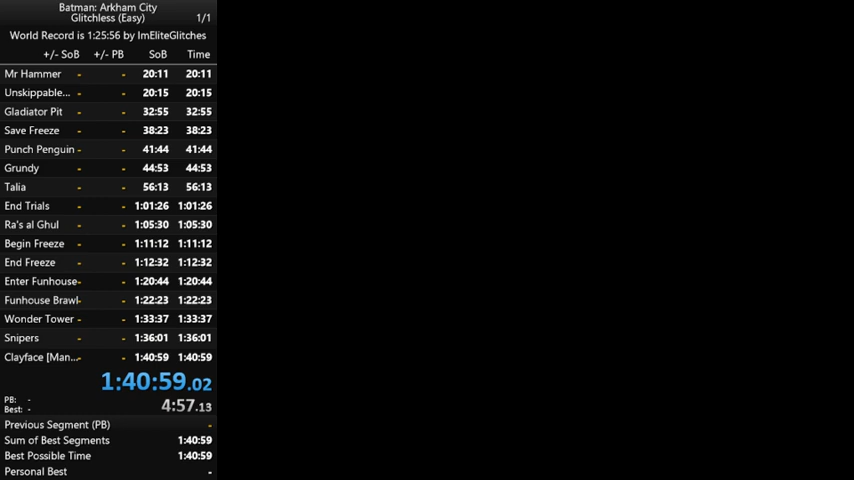 Batman: Arkham City
Glitchless (Easy) 1/1
World Record is 1:25:56 by ImEliteGlitches
+/- SoB +/- PB SoB Time
Mr Hammer - - 20:11 20:11
Unskippable... - - 20:15 20:15
Gladiator Pit - - 32:55 32:55
Save Freeze - - 38:23 38:23
Punch Penguin - - 41:44 41:44
Grundy - - 44:53 44:53
Talia - - 56:13 56:13
End Trials - - 1:01:26 1:01:26
Ra's al Ghul - - 1:05:30 1:05:30
Begin Freeze - - 1:11:12 1:11:12
End Freeze - - 1:12:32 1:12:32
Enter Funhouse - - 1:20:44 1:20:44
Funhouse Brawl - - 1:22:23 1:22:23
Wonder Tower - - 1:33:37 1:33:37
Snipers - - 1:36:01 1:36:01
Clayface [Man... - - 1:40:59 1:40:59
1:40:59.02
PB: -
Best: - 4:57.13
Previous Segment (PB) -
Sum of Best Segments 1:40:59
Best Possible Time 1:40:59
Personal Best -